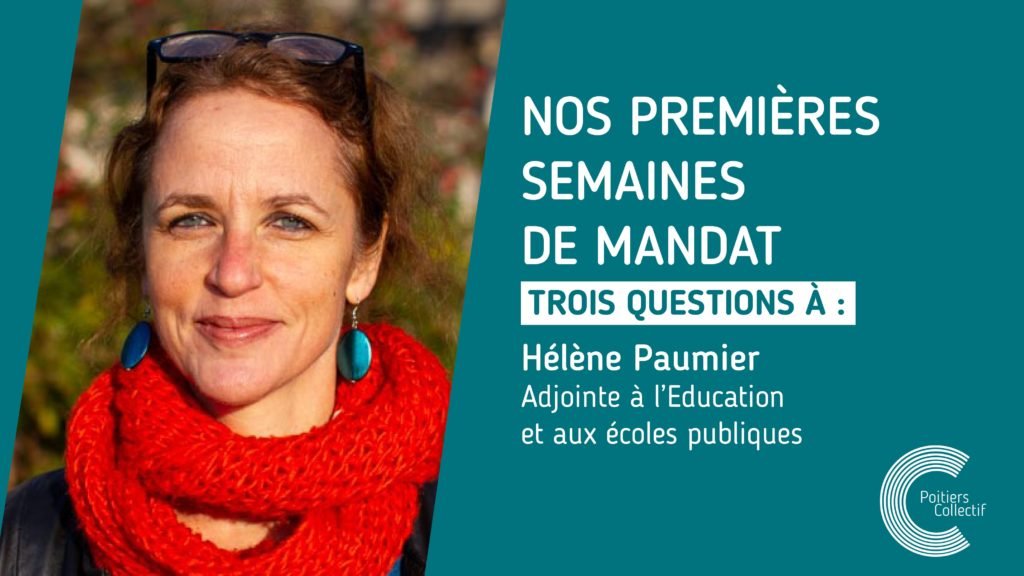 NOS PREMIÈRES
SEMAINES
DE MANDAT
TROIS QUESTIONS À :
Hélène Paumier
Adjointe à l'Education
et aux écoles publiques
Poitiers
Collectif